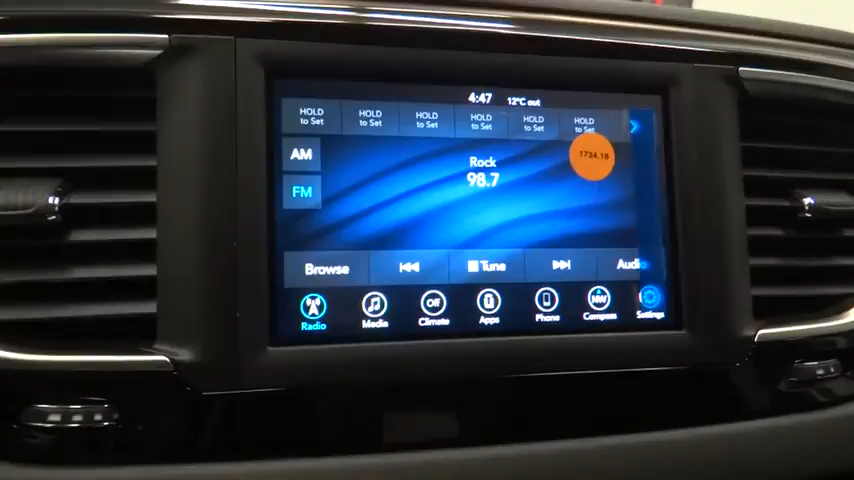 4:47 12°C out
HOLD to Set
HOLD to Set
HOLD to Set
HOLD to Set
HOLD to Set
HOLD to Set
AM
FM
Rock
98.7
1734.18
Browse
Tune
Audio
Radio
Media
Off
Climate
Apps
Phone
NW
Compass
Settings